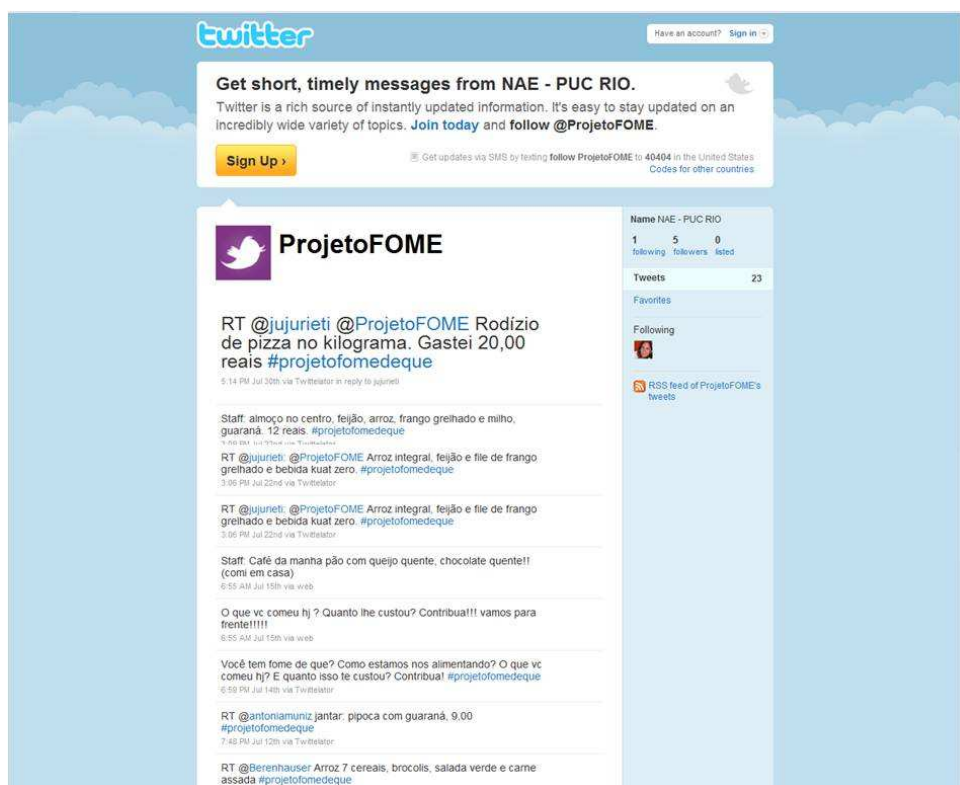 twitter
Have an account? Sign in
Get short, timely messages from NAE - PUC RIO.
Twitter is a rich source of instantly updated information. It's easy to stay updated on an
incredibly wide variety of topics. Join today and follow @ProjetoFOME.
Sign Up ›
Get updates via SMS by texting follow ProjetoFOME to 40404 in the United States
Codes for other countries
ProjetoFOME
RT @jujurieti @ProjetoFOME Rodízio
de pizza no kilograma. Gastei 20,00
reais #projetofomedeque
5:14 PM Jul 30th via Twittelator in reply to jujurieti
Staff: almoço no centro, feijão, arroz, frango grelhado e milho,
guaraná. 12 reais. #projetofomedeque
3:09 PM Jul 22nd via Twittelator
RT @jujurieti: @ProjetoFOME Arroz integral, feijão e file de frango
grelhado e bebida kuat zero. #projetofomedeque
3:06 PM Jul 22nd via Twittelator
RT @jujurieti: @ProjetoFOME Arroz integral, feijão e file de frango
grelhado e bebida kuat zero. #projetofomedeque
3:06 PM Jul 22nd via Twittelator
Staff: Café da manha pão com queijo quente, chocolate quente!!
(comi em casa)
6:55 AM Jul 15th via web
O que vc comeu hj ? Quanto lhe custou? Contribua!!! vamos para
frente!!!!!
6:55 AM Jul 15th via web
Você tem fome de que? Como estamos nos alimentando? O que vc
comeu hj? E quanto isso te custou? Contribua! #projetofomedeque
6:59 PM Jul 14th via Twittelator
RT @antoniamuniz jantar: pipoca com guaraná, 9,00
#projetofomedeque
7:48 PM Jul 12th via Twittelator
RT @Berenhauser Arroz 7 cereais, brocolis, salada verde e carne
assada #projetofomedeque
Name NAE - PUC RIO
1 5 0
following followers listed
Tweets 23
Favorites
Following
RSS feed of ProjetoFOME's
tweets